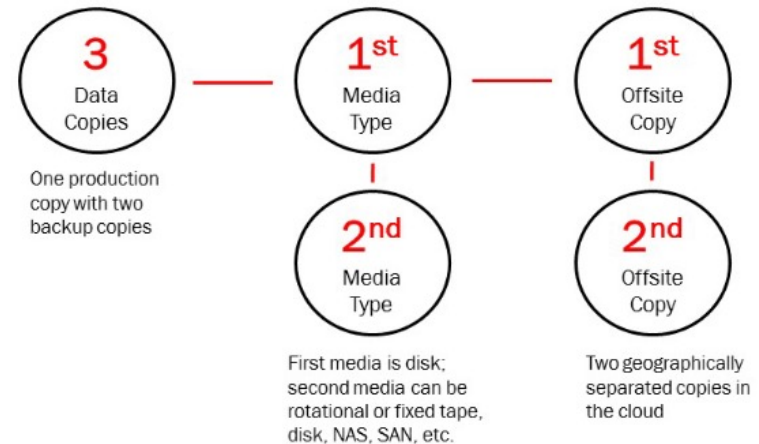 3
Data
Copies
One production
copy with two
backup copies
1st
Media
Type
2nd
Media
Type
First media is disk;
second media can be
rotational or fixed tape,
disk, NAS, SAN, etc.
1st
Offsite
Copy
2nd
Offsite
Copy
Two geographically
separated copies in
the cloud